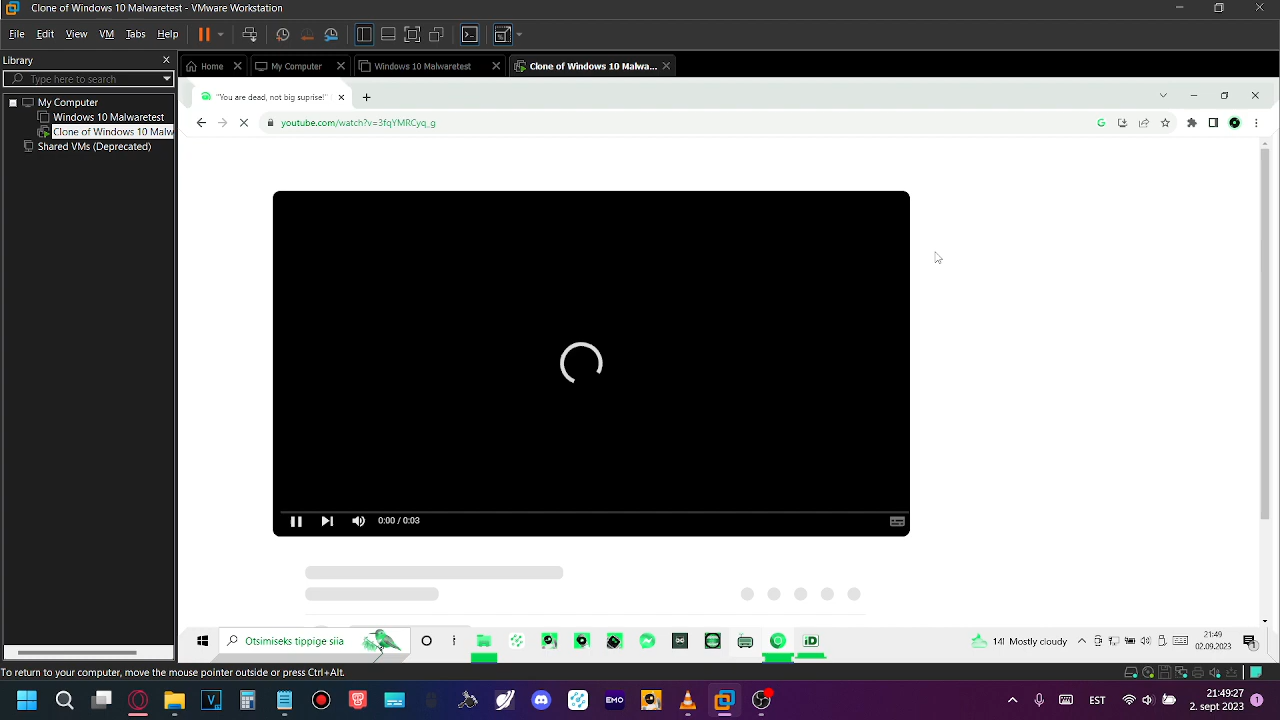 Clone of Windows 10 Malwaretest - VMware Workstation
File Edit View VM Tabs Help
Library
Type here to search
Home
My Computer
Windows 10 Malwaretest
Clone of Windows 10 Malwa...
My Computer
Windows 10 Malwaretest
Clone of Windows 10 Malw
Shared VMs (Deprecated)
"You are dead, not big suprise!"
youtube.com/watch?v=3fqYMRCyq_g
0:00 / 0:03
Otsimiseks tippige siia
iD
14° Mostly cloudy
21:49
02.09.2023
To return to your computer, move the mouse pointer outside or press Ctrl+Alt.
EMO
EST
21:49:27
2. sept 2023
1